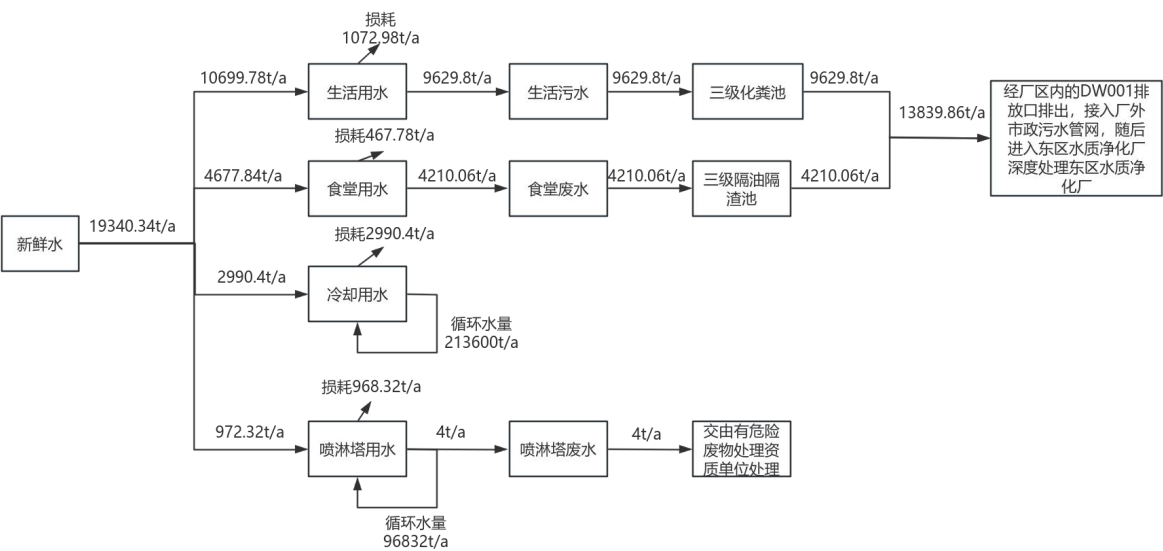 损耗
1072.98t/a
10699.78t/a
生活用水
9629.8t/a
生活污水
9629.8t/a
三级化粪池
9629.8t/a
13839.86t/a
经厂区内的DW001排
放口排出，接入厂外
市政污水管网，随后
进入东区水质净化厂
深度处理东区水质净
化厂
损耗467.78t/a
4677.84t/a
食堂用水
4210.06t/a
食堂废水
4210.06t/a
三级隔油隔
渣池
4210.06t/a
新鲜水
19340.34t/a
损耗2990.4t/a
2990.4t/a
冷却用水
循环水量
213600t/a
损耗968.32t/a
972.32t/a
喷淋塔用水
4t/a
喷淋塔废水
4t/a
交由有危险
废物处理资
质单位处理
循环水量
96832t/a